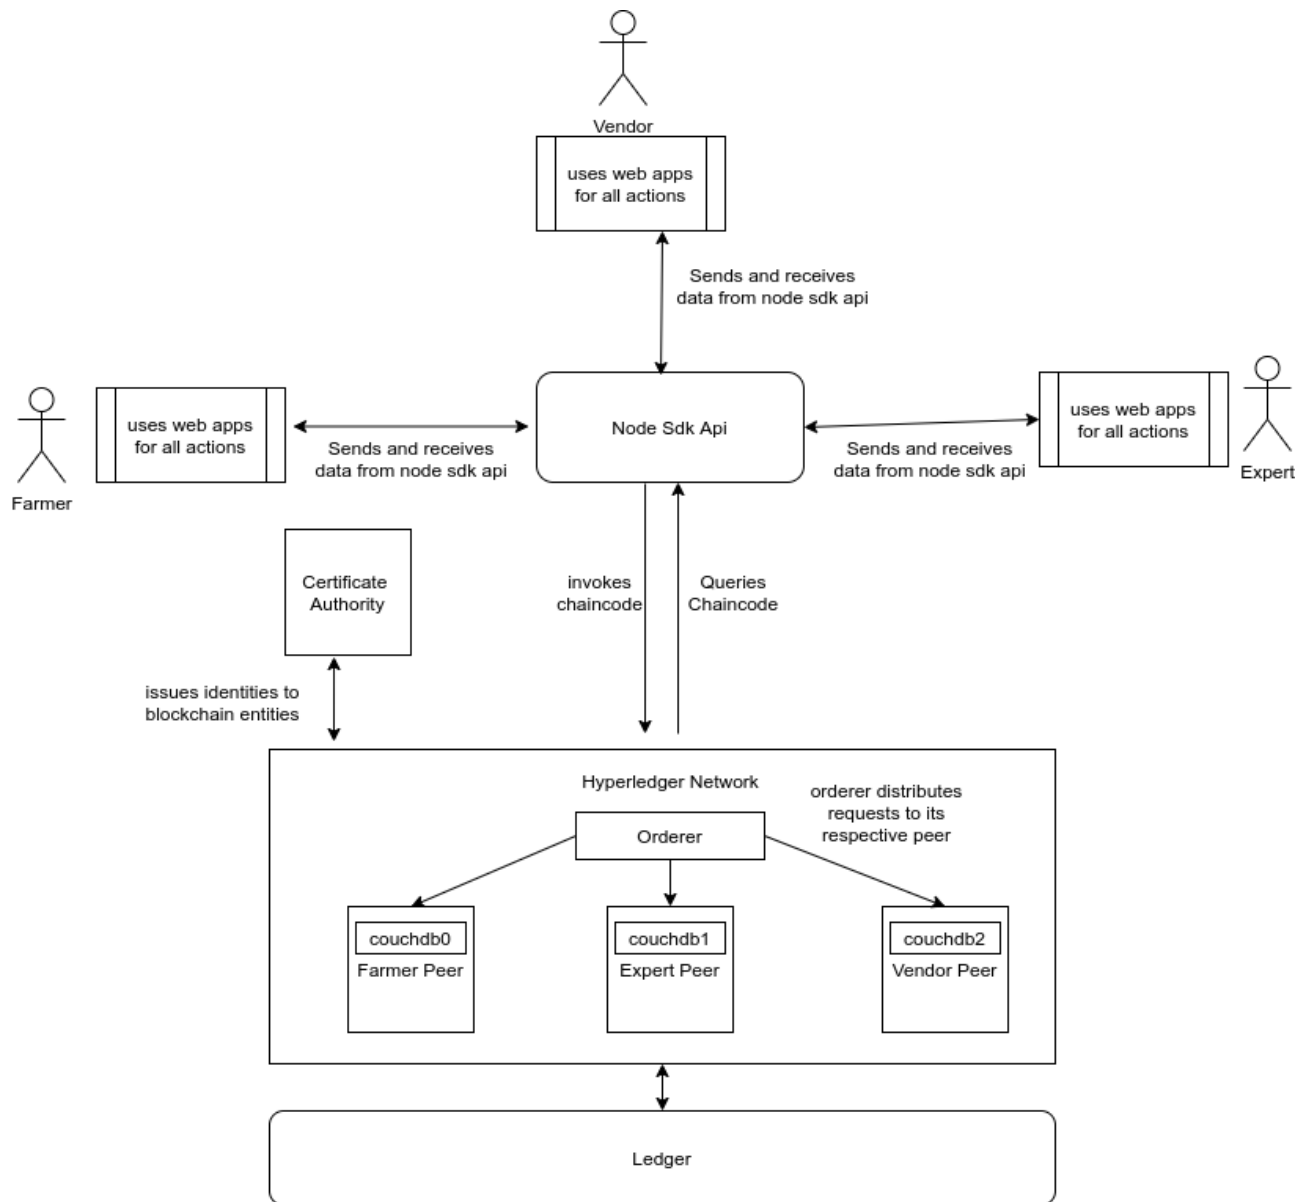 Vendor
uses web apps
for all actions
Sends and receives
data from node sdk api
Farmer
uses web apps
for all actions
Sends and receives
data from node sdk api
Node Sdk Api
Sends and receives
data from node sdk api
uses web apps
for all actions
Expert
Certificate
Authority
invokes
chaincode
Queries
Chaincode
issues identities to
blockchain entities
Hyperledger Network
orderer distributes
requests to its
respective peer
Orderer
couchdb0
Farmer Peer
couchdb1
Expert Peer
couchdb2
Vendor Peer
Ledger